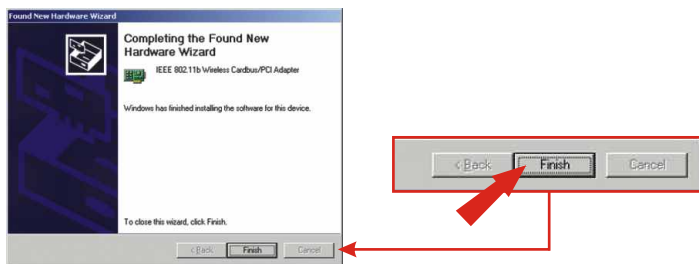 Found New Hardware Wizard
Completing the Found New
Hardware Wizard
IEEE 802.11b Wireless Cardbus/PCI Adapter
Windows has finished installing the software for this device.
To close this wizard, click Finish.
< Back Finish Cancel
< Back Finish Cancel